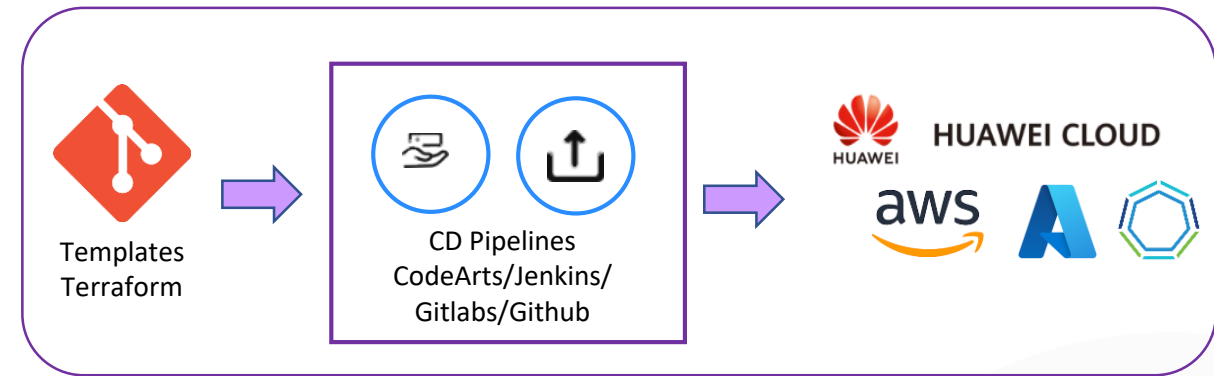 Templates
Terraform
CD Pipelines
CodeArts/Jenkins/
Gitlabs/Github
HUAWEI
HUAWEI CLOUD
aws